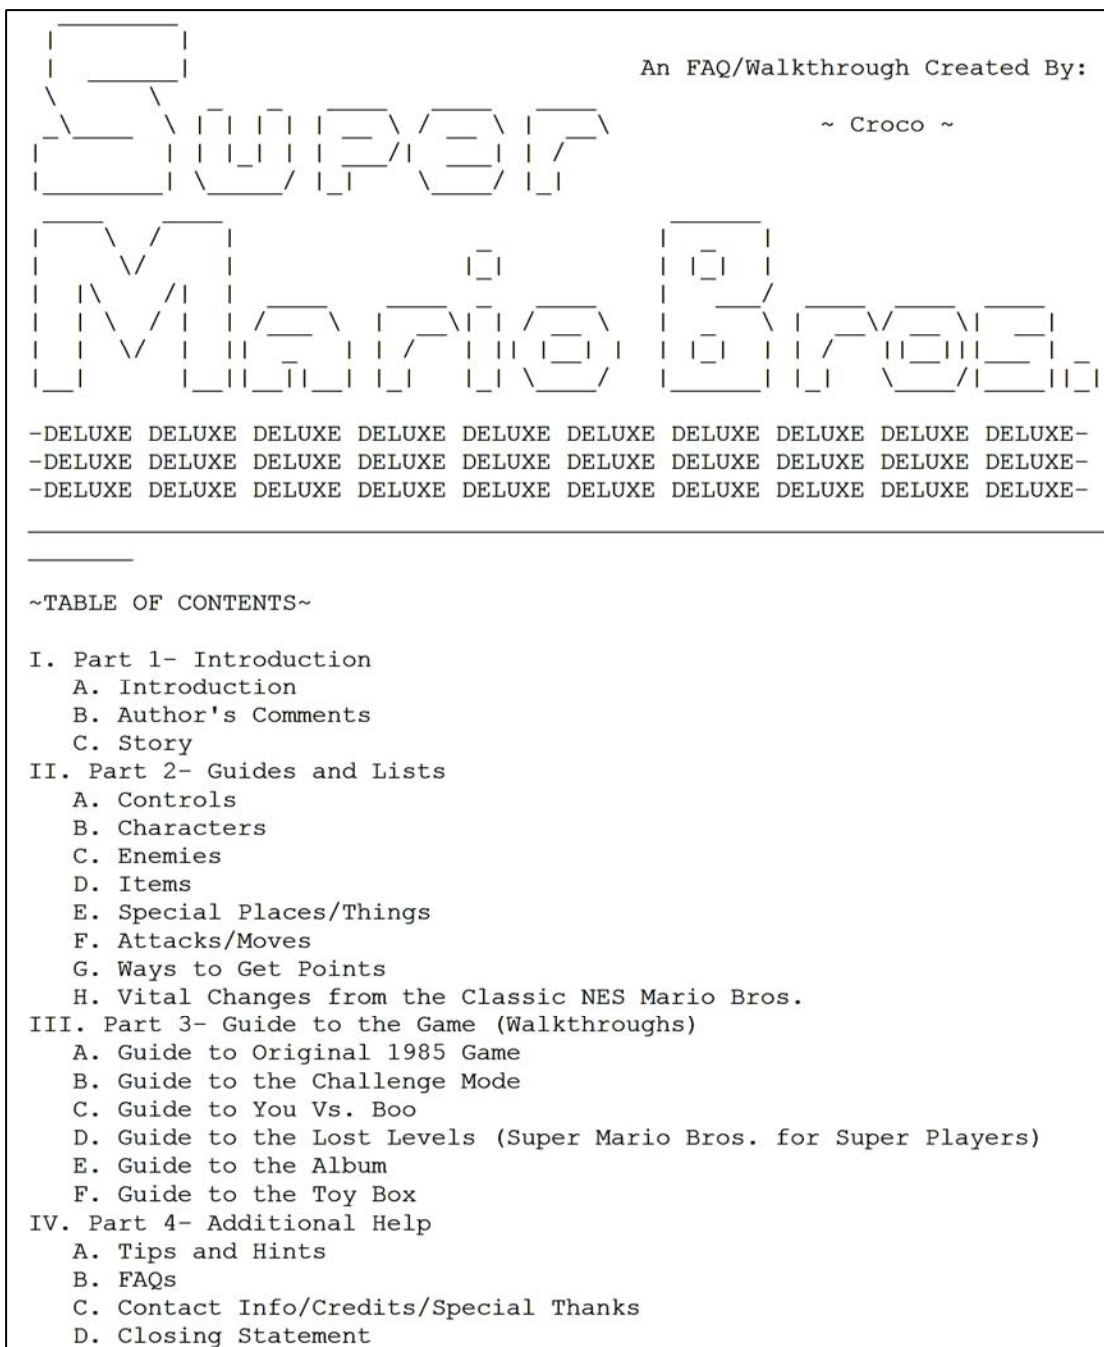 Super
An FAQ/Walkthrough Created By:
~ Croco ~
Mario Bros.
-DELUXE DELUXE DELUXE DELUXE DELUXE DELUXE DELUXE DELUXE DELUXE DELUXE-
-DELUXE DELUXE DELUXE DELUXE DELUXE DELUXE DELUXE DELUXE DELUXE DELUXE-
-DELUXE DELUXE DELUXE DELUXE DELUXE DELUXE DELUXE DELUXE DELUXE DELUXE-
~TABLE OF CONTENTS~
I. Part 1- Introduction
A. Introduction
B. Author's Comments
C. Story
II. Part 2- Guides and Lists
A. Controls
B. Characters
C. Enemies
D. Items
E. Special Places/Things
F. Attacks/Moves
G. Ways to Get Points
H. Vital Changes from the Classic NES Mario Bros.
III. Part 3- Guide to the Game (Walkthroughs)
A. Guide to Original 1985 Game
B. Guide to the Challenge Mode
C. Guide to You Vs. Boo
D. Guide to the Lost Levels (Super Mario Bros. for Super Players)
E. Guide to the Album
F. Guide to the Toy Box
IV. Part 4- Additional Help
A. Tips and Hints
B. FAQs
C. Contact Info/Credits/Special Thanks
D. Closing Statement